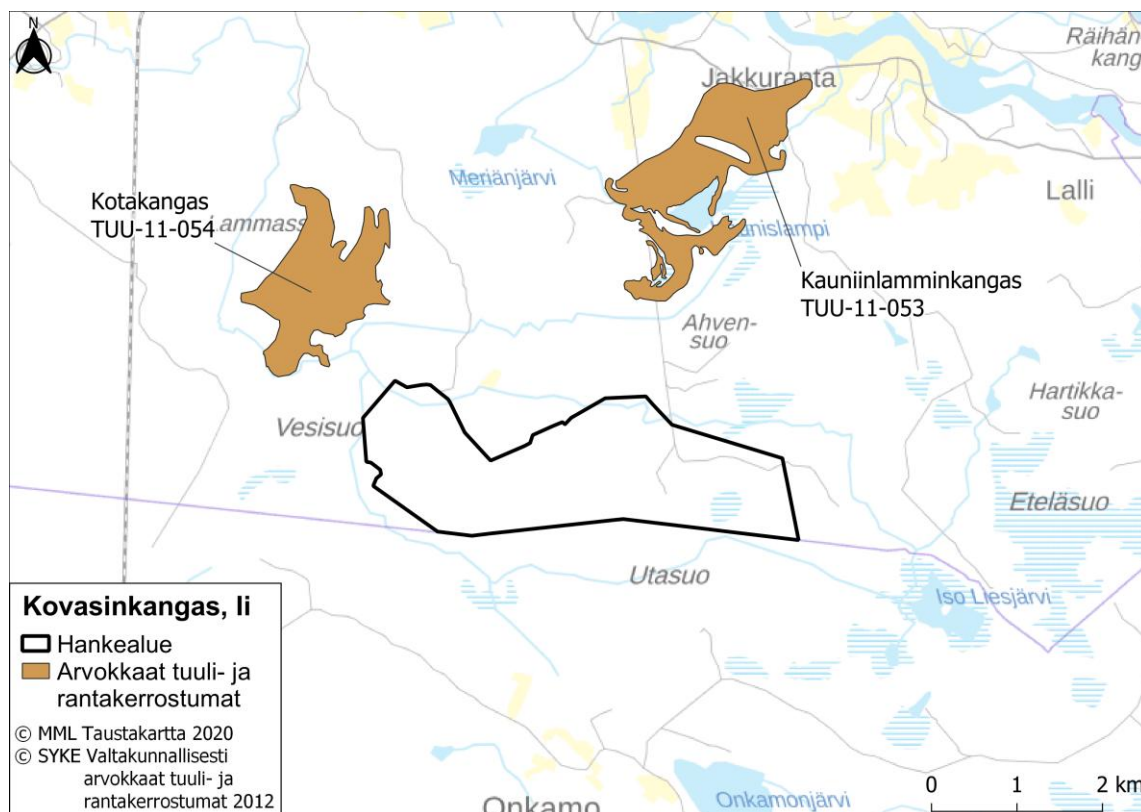 N
Räihän
kang
Jakkuranta
Meriänjärvi
Lalli
Kotakangas
TUU-11-054
Lammass
nislampi
Kauniinlamminkangas
TUU-11-053
Ahven-
suo
Hartikka-
suo
Vesisuo
Eteläsuo
Utasuo
Iso Liesjärvi
Kovasinkangas, Ii
Hankealue
Arvokkaat tuuli- ja
rantakerrostumat
© MML Taustakartta 2020
© SYKE Valtakunnallisesti
arvokkaat tuuli- ja
rantakerrostumat 2012
Onkamo
Onkamonjärvi
0 1 2 km